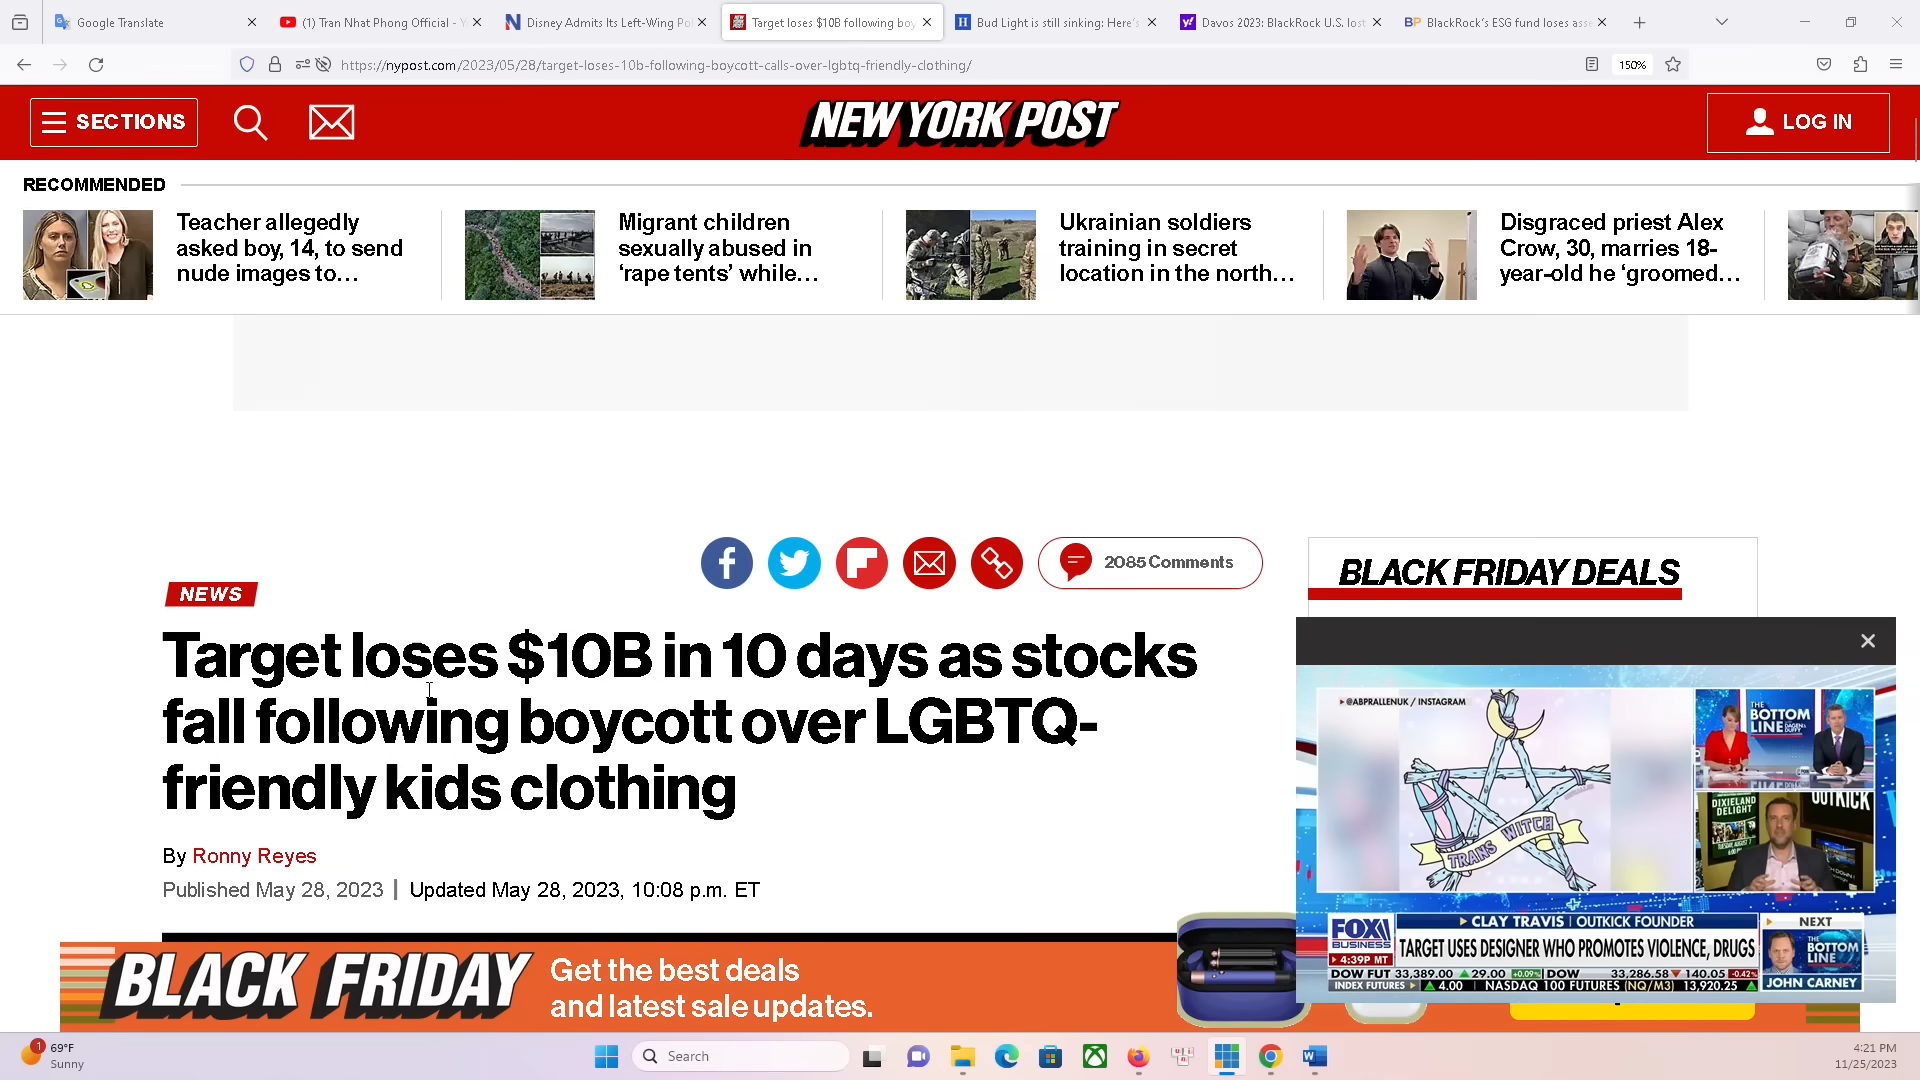 Google Translate
(1) Tran Nhat Phong Official - Y
Disney Admits Its Left-Wing Pol
Target loses $10B following boy
Bud Light is still sinking: Here's
Davos 2023: BlackRock U.S. lost
BlackRock's ESG fund loses asse
https://nypost.com/2023/05/28/target-loses-10b-following-boycott-calls-over-lgbtq-friendly-clothing/
150%
SECTIONS
NEW YORK POST
LOG IN
RECOMMENDED
Teacher allegedly
asked boy, 14, to send
nude images to...
Migrant children
sexually abused in
‘rape tents’ while...
Ukrainian soldiers
training in secret
location in the north...
Disgraced priest Alex
Crow, 30, marries 18-
year-old he ‘groomed...
2085 Comments
NEWS
Target loses $10B in 10 days as stocks
fall following boycott over LGBTQ-
friendly kids clothing
By Ronny Reyes
Published May 28, 2023 | Updated May 28, 2023, 10:08 p.m. ET
BLACK FRIDAY DEALS
@ABPRALLENUK / INSTAGRAM
TRANS WITCH
THE
BOTTOM
LINE
DIXIELAND
DELIGHT
OUTKICK
FOX
BUSINESS
4:39P MT
CLAY TRAVIS | OUTKICK FOUNDER
TARGET USES DESIGNER WHO PROMOTES VIOLENCE, DRUGS
DOW FUT 33,389.00 ▲ 29.00 +0.09% DOW 33,286.58 ▼ 140.05 -0.42%
INDEX FUTURES ▲ 4.00 | NASDAQ 100 FUTURES (NQ/M3) 13,920.25 ▲
NEXT
THE
BOTTOM
LINE
JOHN CARNEY
BLACK FRIDAY
Get the best deals
and latest sale updates.
1
69°F
Sunny
Search
4:21 PM
11/25/2023